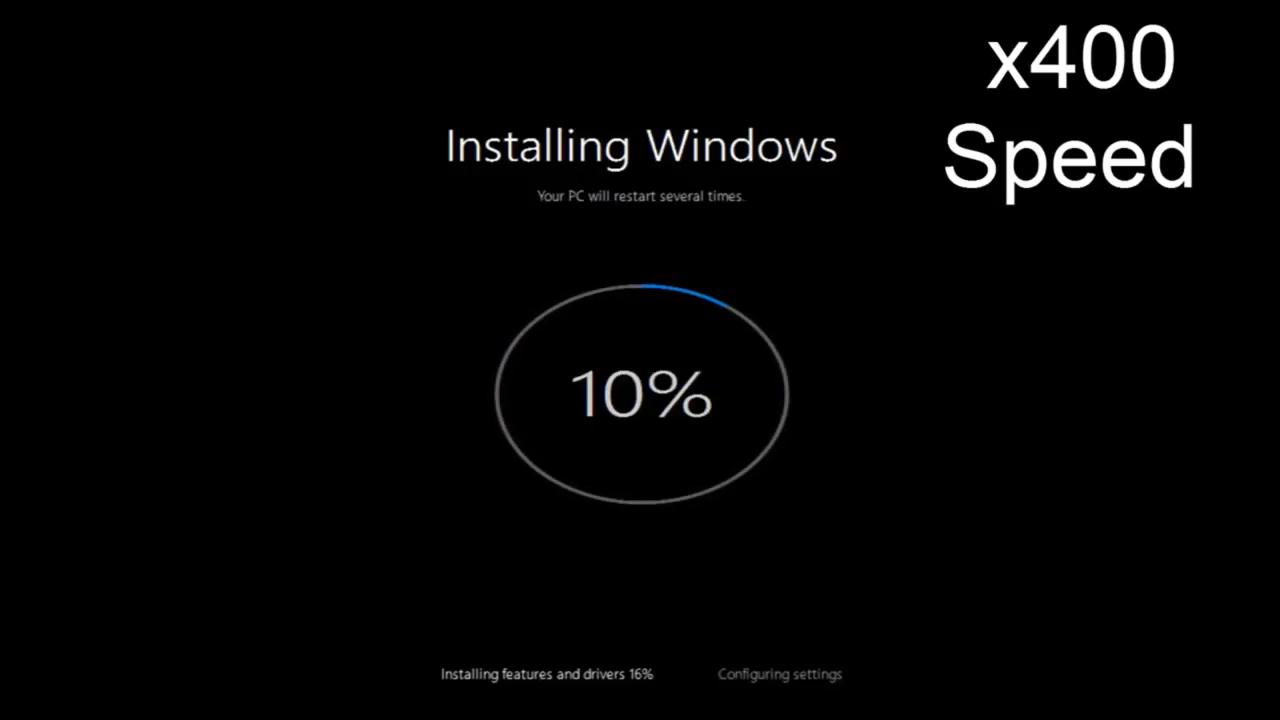 x400
Speed
Installing Windows
Your PC will restart several times.
10%
Installing features and drivers 16%
Configuring settings